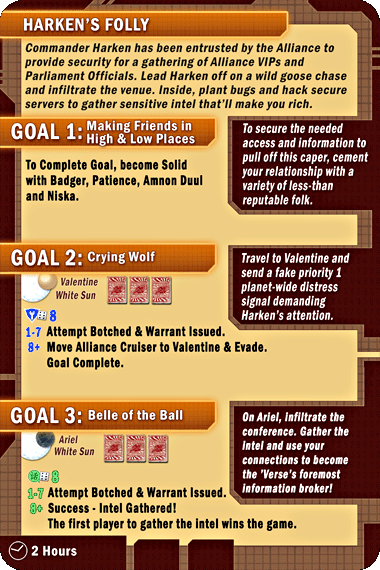 HARKEN'S FOLLY
Commander Harken has been entrusted by the Alliance to
provide security for a gathering of Alliance VIPs and
Parliament Officials. Lead Harken off on a wild goose chase
and infiltrate the venue. Inside, plant bugs and hack secure
servers to gather sensitive intel that'll make you rich.
GOAL 1: Making Friends in
High & Low Places
To Complete Goal, become Solid
with Badger, Patience, Amnon Duul
and Niska.
To secure the needed
access and information to
pull off this caper, cement
your relationship with a
variety of less-than
reputable folk.
GOAL 2: Crying Wolf
Valentine
White Sun
8
1-7 Attempt Botched & Warrant Issued.
8+ Move Alliance Cruiser to Valentine & Evade.
Goal Complete.
Travel to Valentine and
send a fake priority 1
planet-wide distress
signal demanding
Harken's attention.
GOAL 3: Belle of the Ball
Ariel
White Sun
8
1-7 Attempt Botched & Warrant Issued.
8+ Success - Intel Gathered!
The first player to gather the intel wins the game.
On Ariel, infiltrate the
conference. Gather the
Intel and use your
connections to become
the 'Verse's foremost
information broker!
2 Hours